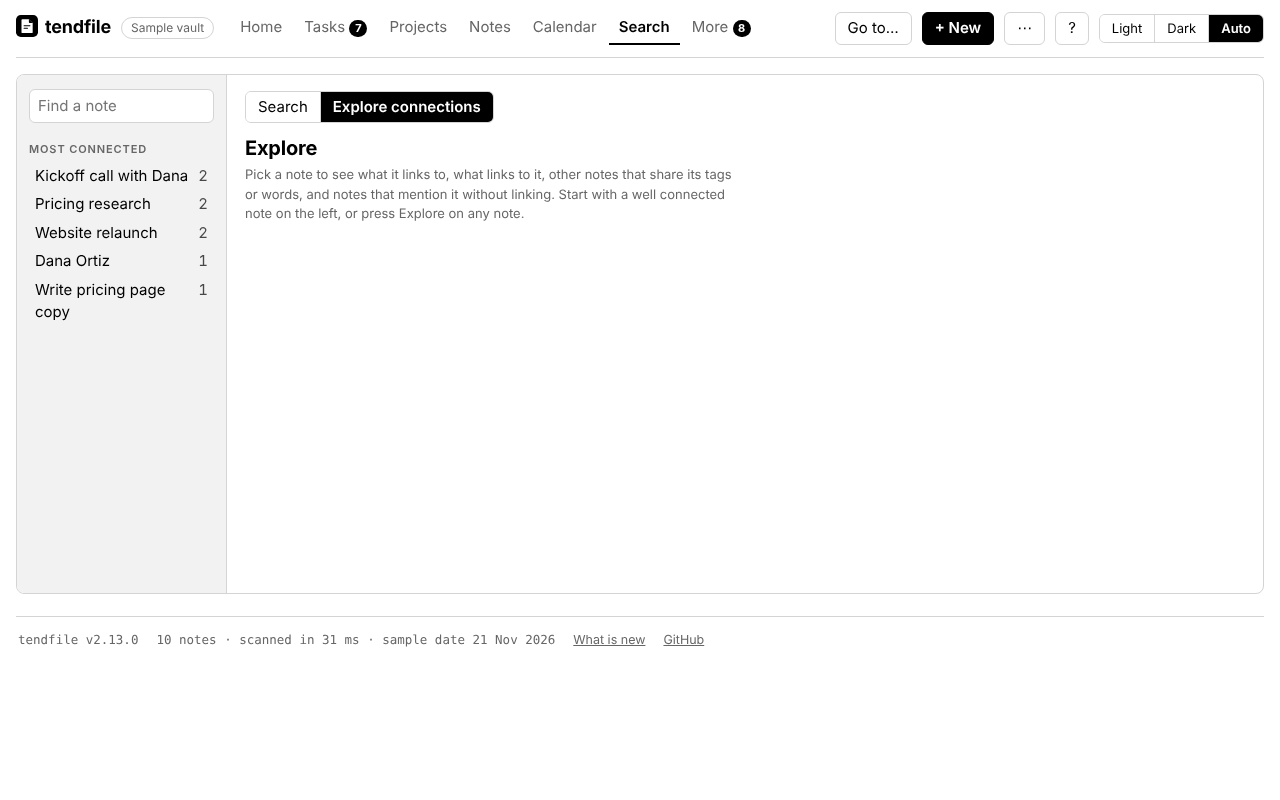 tendfile Sample vault Home Tasks 7 Projects Notes Calendar Search More 8 Go to... + New ··· ? Light Dark Auto
Find a note
MOST CONNECTED
Kickoff call with Dana 2
Pricing research 2
Website relaunch 2
Dana Ortiz 1
Write pricing page 1
copy
Search Explore connections
Explore
Pick a note to see what it links to, what links to it, other notes that share its tags
or words, and notes that mention it without linking. Start with a well connected
note on the left, or press Explore on any note.
tendfile v2.13.0 10 notes · scanned in 31 ms · sample date 21 Nov 2026 What is new GitHub